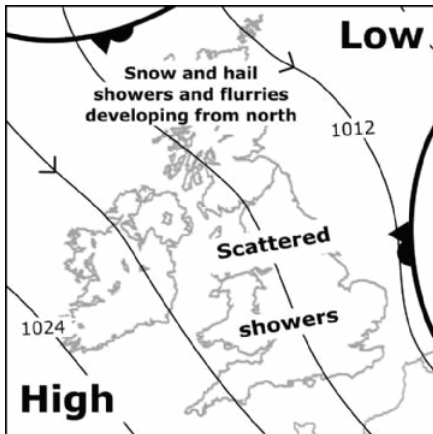 Low
Snow and hail
showers and flurries
developing from north
1012
Scattered
showers
1024
High